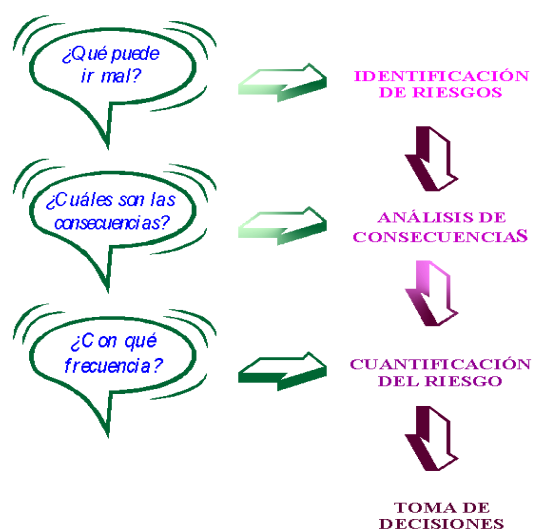 ¿Qué puede
ir mal?
IDENTIFICACIÓN
DE RIESGOS
¿Cuáles son las
consecuencias?
ANÁLISIS DE
CONSECUENCIAS
¿Con qué
frecuencia?
CUANTIFICACIÓN
DEL RIESGO
TOMA DE
DECISIONES